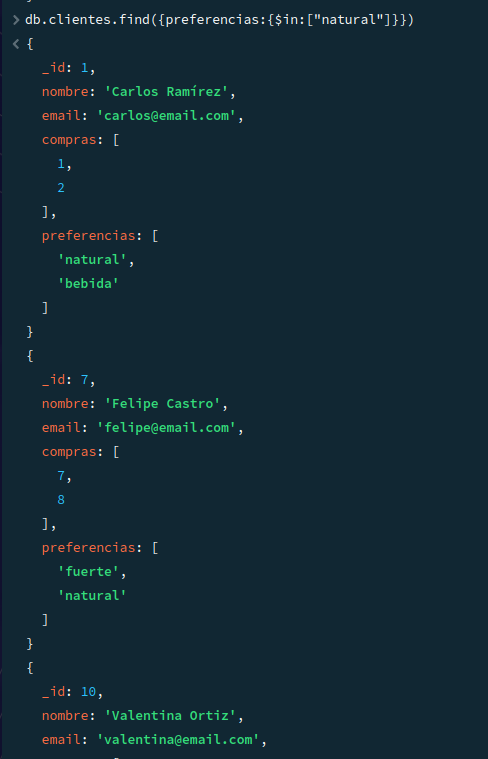 db.clientes.find({preferencias:{$in:["natural"]}})
{
_id: 1,
nombre: 'Carlos Ramírez',
email: 'carlos@email.com',
compras: [
1,
2
],
preferencias: [
'natural',
'bebida'
]
}
{
_id: 7,
nombre: 'Felipe Castro',
email: 'felipe@email.com',
compras: [
7,
8
],
preferencias: [
'fuerte',
'natural'
]
}
{
_id: 10,
nombre: 'Valentina Ortiz',
email: 'valentina@email.com',